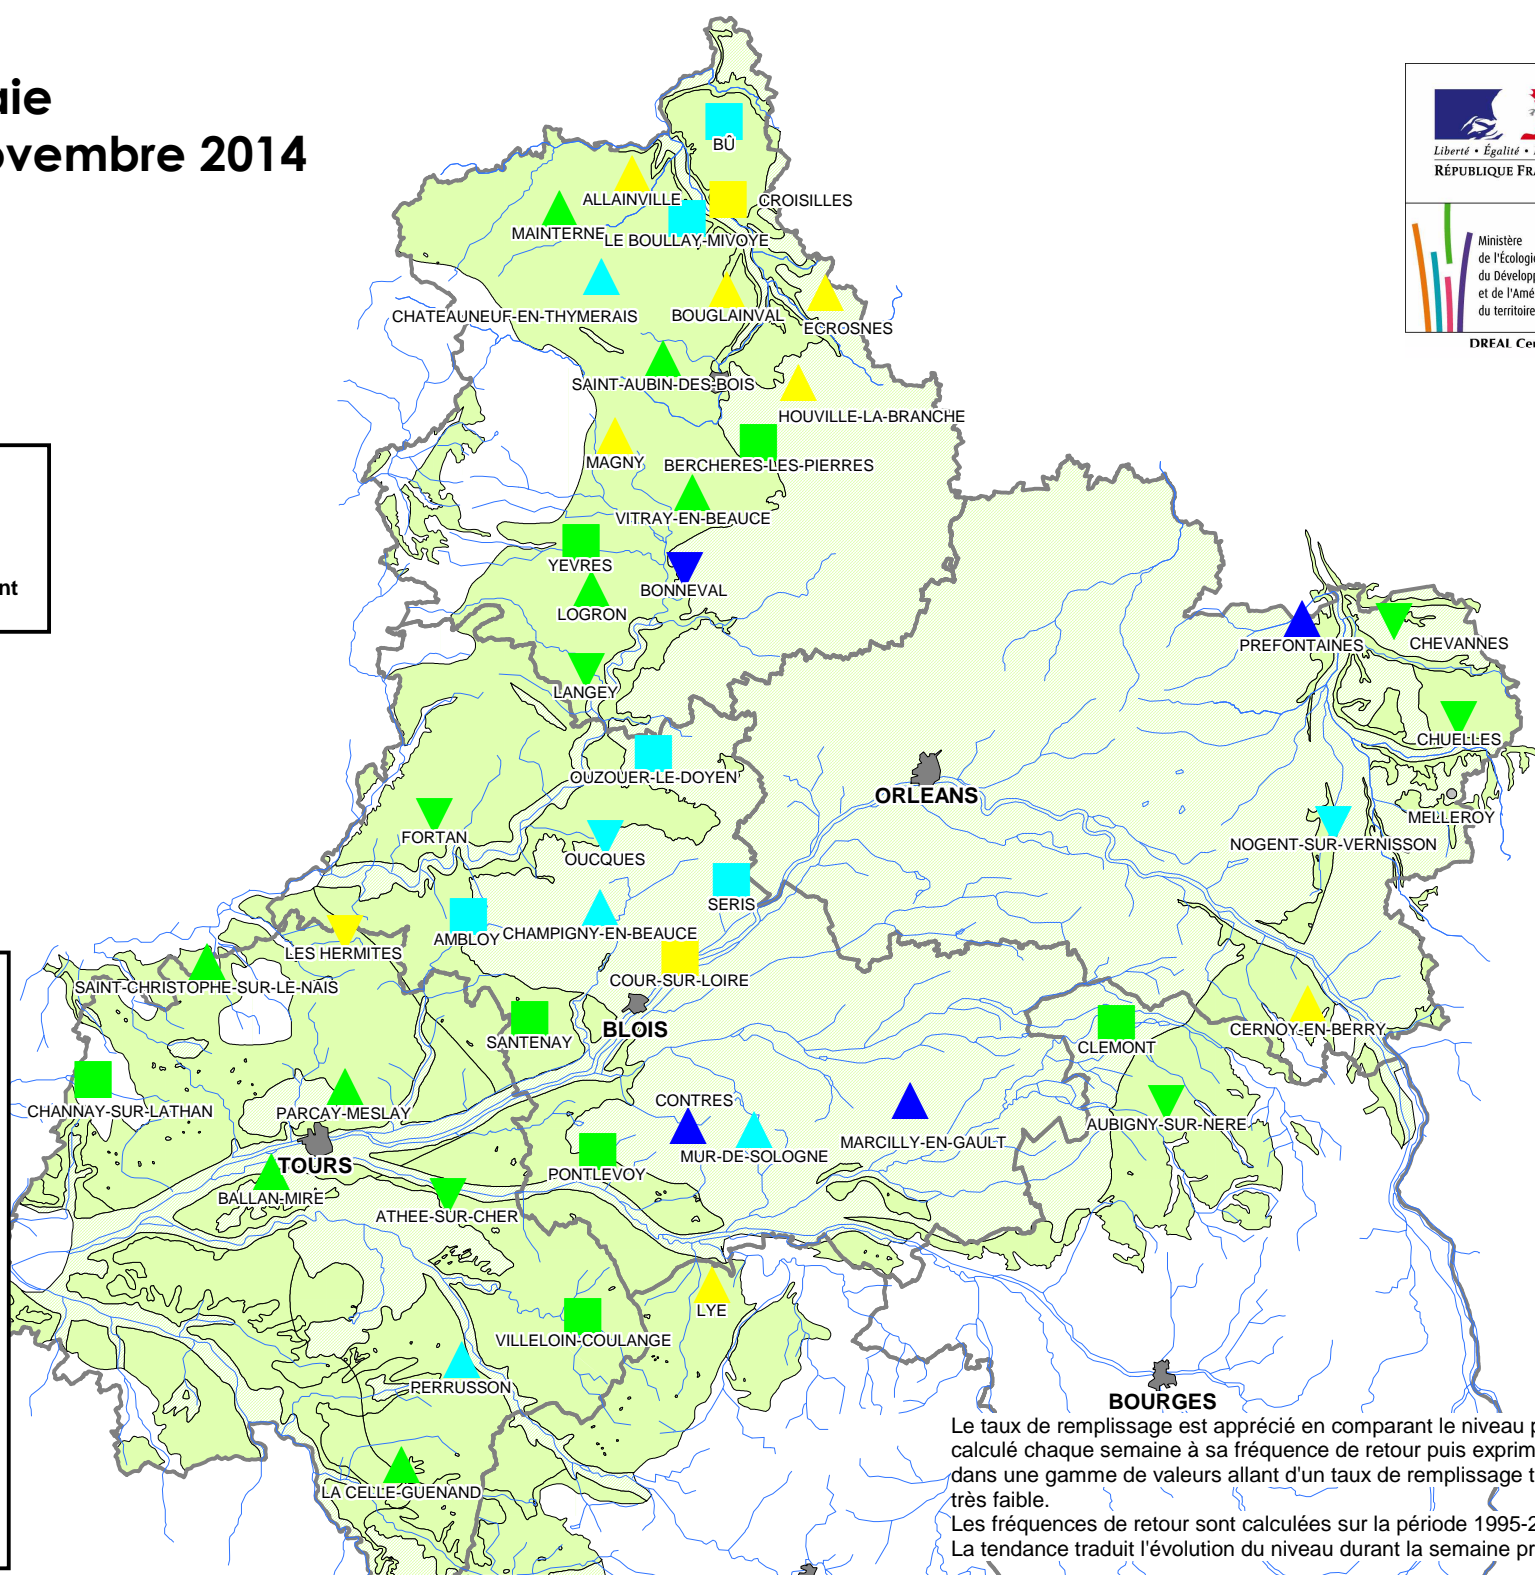 aie
ovembre 2014
Liberté • Égalité •
RÉPUBLIQUE FRA
Ministère
de l'Écologie
du Développ
et de l'Amé
du territoire
DREAL Cen
nt
BÛ
ALLAINVILLE
CROISILLES
MAINTERNE
LE BOULLAY-MIVOYE
CHATEAUNEUF-EN-THYMERAIS
BOUGLAINVAL
ECROSNES
SAINT-AUBIN-DES-BOIS
HOUVILLE-LA-BRANCHE
MAGNY
BERCHERES-LES-PIERRES
VITRAY-EN-BEAUCE
YEVRES
BONNEVAL
LOGRON
PREFONTAINES
CHEVANNES
LANGEY
CHUELLES
OUZOUER-LE-DOYEN
ORLEANS
MELLEROY
FORTAN
NOGENT-SUR-VERNISSON
OUCQUES
SERIS
AMBLOY
CHAMPIGNY-EN-BEAUCE
LES HERMITES
COUR-SUR-LOIRE
SAINT-CHRISTOPHE-SUR-LE-NAIS
BLOIS
CERNOY-EN-BERRY
SANTENAY
CLEMONT
CONTRES
CHANNAY-SUR-LATHAN
PARCAY-MESLAY
AUBIGNY-SUR-NERE
MARCILLY-EN-GAULT
MUR-DE-SOLOGNE
TOURS
PONTLEVOY
BALLAN-MIRE
ATHEE-SUR-CHER
LYE
VILLELOIN-COULANGE
PERRUSSON
BOURGES
LA CELLE-GUENAND
Le taux de remplissage est apprécié en comparant le niveau p
calculé chaque semaine à sa fréquence de retour puis exprim
dans une gamme de valeurs allant d'un taux de remplissage t
très faible.
Les fréquences de retour sont calculées sur la période 1995-2
La tendance traduit l'évolution du niveau durant la semaine pr